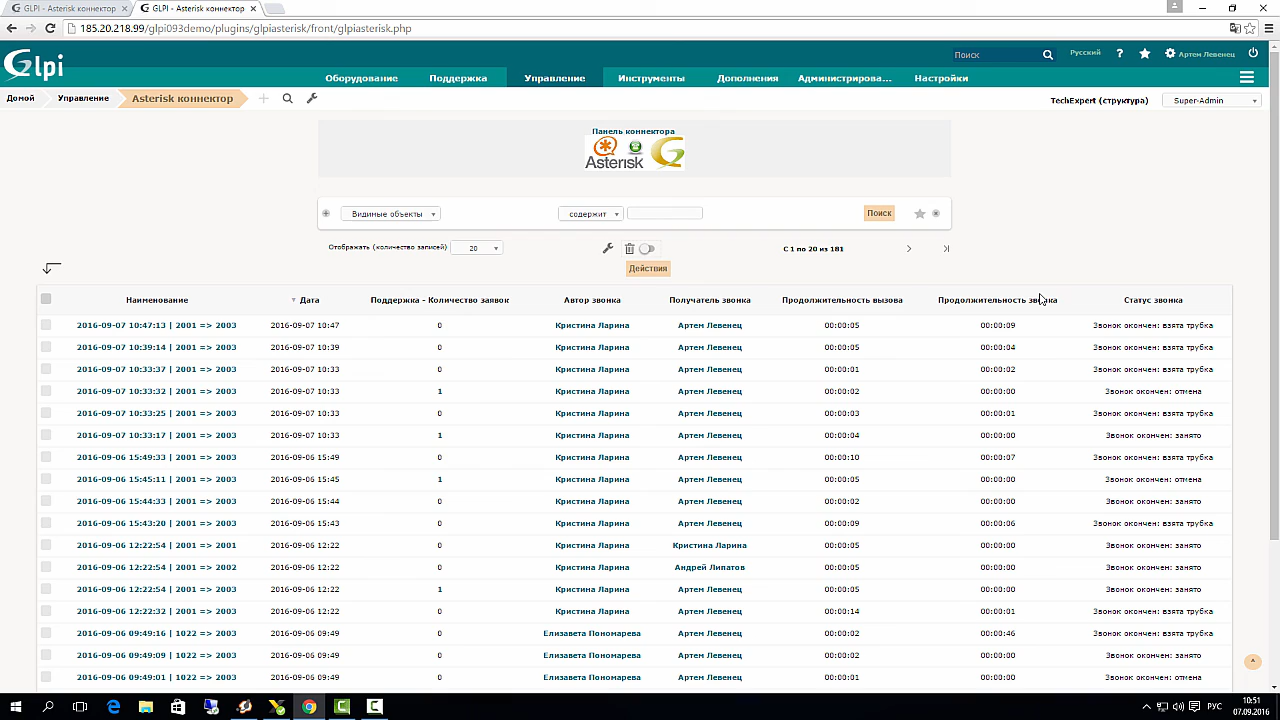 GLPI - Asterisk коннектор
GLPI - Asterisk коннектор
185.20.218.99/glpi093demo/plugins/glpiasterisk/front/glpiasterisk.php
Glpi
Поиск
Русский
?
Артем Левенец
Оборудование Поддержка Управление Инструменты Дополнения Администрирова... Настройки
Домой Управление Asterisk коннектор
TechExpert (структура) Super-Admin
Панель коннектора
Asterisk
Видимые объекты содержит Поиск
Отображать (количество записей) 20 С 1 по 20 из 181
Действия
Наименование Дата Поддержка - Количество заявок Автор звонка Получатель звонка Продолжительность вызова Продолжительность звонка Статус звонка
2016-09-07 10:47:13 | 2001 => 2003 2016-09-07 10:47 0 Кристина Ларина Артем Левенец 00:00:05 00:00:09 Звонок окончен: взята трубка
2016-09-07 10:39:14 | 2001 => 2003 2016-09-07 10:39 0 Кристина Ларина Артем Левенец 00:00:05 00:00:04 Звонок окончен: взята трубка
2016-09-07 10:33:37 | 2001 => 2003 2016-09-07 10:33 0 Кристина Ларина Артем Левенец 00:00:01 00:00:02 Звонок окончен: взята трубка
2016-09-07 10:33:32 | 2001 => 2003 2016-09-07 10:33 1 Кристина Ларина Артем Левенец 00:00:02 00:00:00 Звонок окончен: отмена
2016-09-07 10:33:25 | 2001 => 2003 2016-09-07 10:33 0 Кристина Ларина Артем Левенец 00:00:03 00:00:01 Звонок окончен: взята трубка
2016-09-07 10:33:17 | 2001 => 2003 2016-09-07 10:33 1 Кристина Ларина Артем Левенец 00:00:04 00:00:00 Звонок окончен: занято
2016-09-06 15:49:33 | 2001 => 2003 2016-09-06 15:49 0 Кристина Ларина Артем Левенец 00:00:10 00:00:07 Звонок окончен: взята трубка
2016-09-06 15:45:11 | 2001 => 2003 2016-09-06 15:45 1 Кристина Ларина Артем Левенец 00:00:05 00:00:00 Звонок окончен: отмена
2016-09-06 15:44:33 | 2001 => 2003 2016-09-06 15:44 0 Кристина Ларина Артем Левенец 00:00:02 00:00:00 Звонок окончен: занято
2016-09-06 15:43:20 | 2001 => 2003 2016-09-06 15:43 0 Кристина Ларина Артем Левенец 00:00:09 00:00:06 Звонок окончен: взята трубка
2016-09-06 12:22:54 | 2001 => 2001 2016-09-06 12:22 0 Кристина Ларина Кристина Ларина 00:00:05 00:00:00 Звонок окончен: занято
2016-09-06 12:22:54 | 2001 => 2002 2016-09-06 12:22 0 Кристина Ларина Андрей Липатов 00:00:05 00:00:00 Звонок окончен: занято
2016-09-06 12:22:54 | 2001 => 2003 2016-09-06 12:22 1 Кристина Ларина Артем Левенец 00:00:05 00:00:00 Звонок окончен: занято
2016-09-06 12:22:32 | 2001 => 2003 2016-09-06 12:22 0 Кристина Ларина Артем Левенец 00:00:14 00:00:01 Звонок окончен: взята трубка
2016-09-06 09:49:16 | 1022 => 2003 2016-09-06 09:49 0 Елизавета Пономарева Артем Левенец 00:00:02 00:00:46 Звонок окончен: взята трубка
2016-09-06 09:49:09 | 1022 => 2003 2016-09-06 09:49 0 Елизавета Пономарева Артем Левенец 00:00:02 00:00:00 Звонок окончен: занято
2016-09-06 09:49:01 | 1022 => 2003 2016-09-06 09:49 0 Елизавета Пономарева Артем Левенец 00:00:01 00:00:00 Звонок окончен: отмена
РУС
10:51
07.09.2016